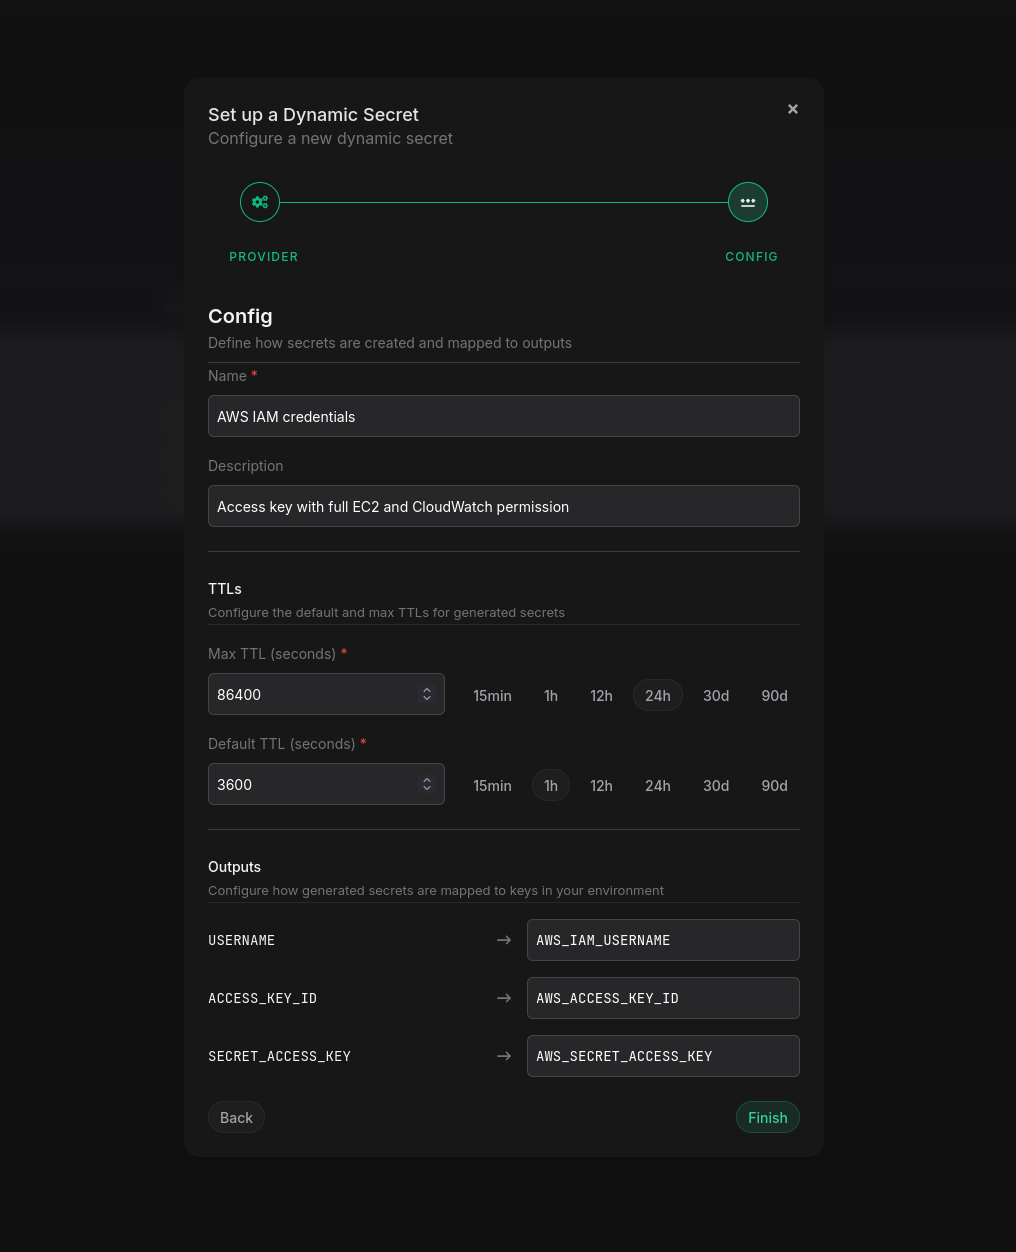 Set up a Dynamic Secret
Configure a new dynamic secret
PROVIDER
CONFIG
Config
Define how secrets are created and mapped to outputs
Name *
AWS IAM credentials
Description
Access key with full EC2 and CloudWatch permission
TTLs
Configure the default and max TTLs for generated secrets
Max TTL (seconds) *
86400 15min 1h 12h 24h 30d 90d
Default TTL (seconds) *
3600 15min 1h 12h 24h 30d 90d
Outputs
Configure how generated secrets are mapped to keys in your environment
USERNAME → AWS_IAM_USERNAME
ACCESS_KEY_ID → AWS_ACCESS_KEY_ID
SECRET_ACCESS_KEY → AWS_SECRET_ACCESS_KEY
Back Finish